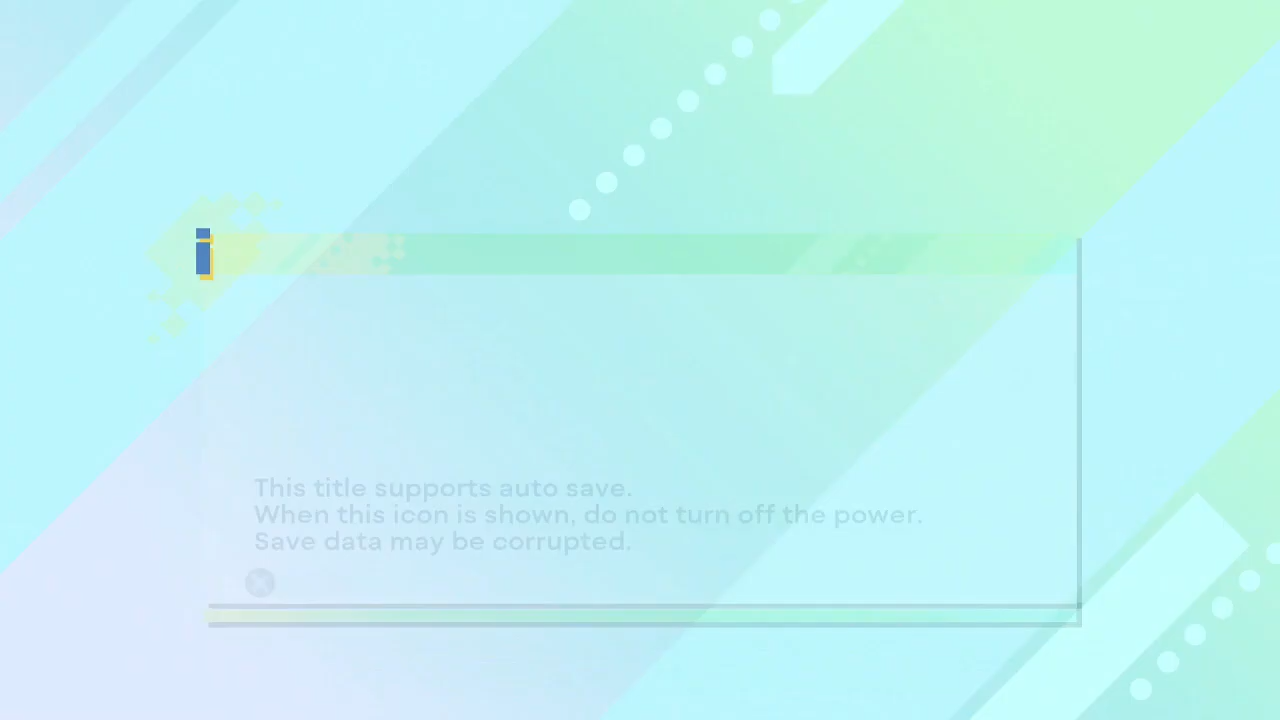 i
This title supports auto save.
When this icon is shown, do not turn off the power.
Save data may be corrupted.